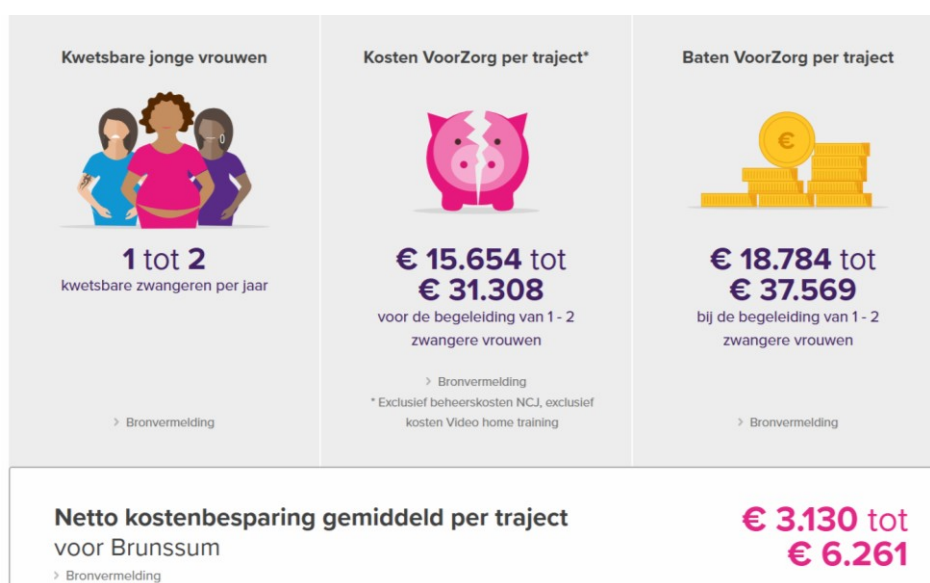 Kwetsbare jonge vrouwen
1 tot 2
kwetsbare zwangeren per jaar
> Bronvermelding
Kosten VoorZorg per traject*
€ 15.654 tot
€ 31.308
voor de begeleiding van 1 - 2
zwangere vrouwen
> Bronvermelding
* Exclusief beheerskosten NCJ, exclusief
kosten Video home training
Baten VoorZorg per traject
€
€ 18.784 tot
€ 37.569
bij de begeleiding van 1 - 2
zwangere vrouwen
> Bronvermelding
Netto kostenbesparing gemiddeld per traject
voor Brunssum
> Bronvermelding
€ 3.130 tot
€ 6.261